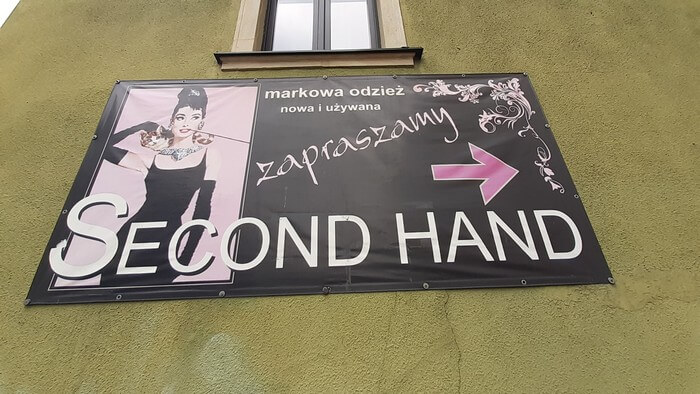 markowa odzież
nowa i używana
zapraszamy
SECOND HAND